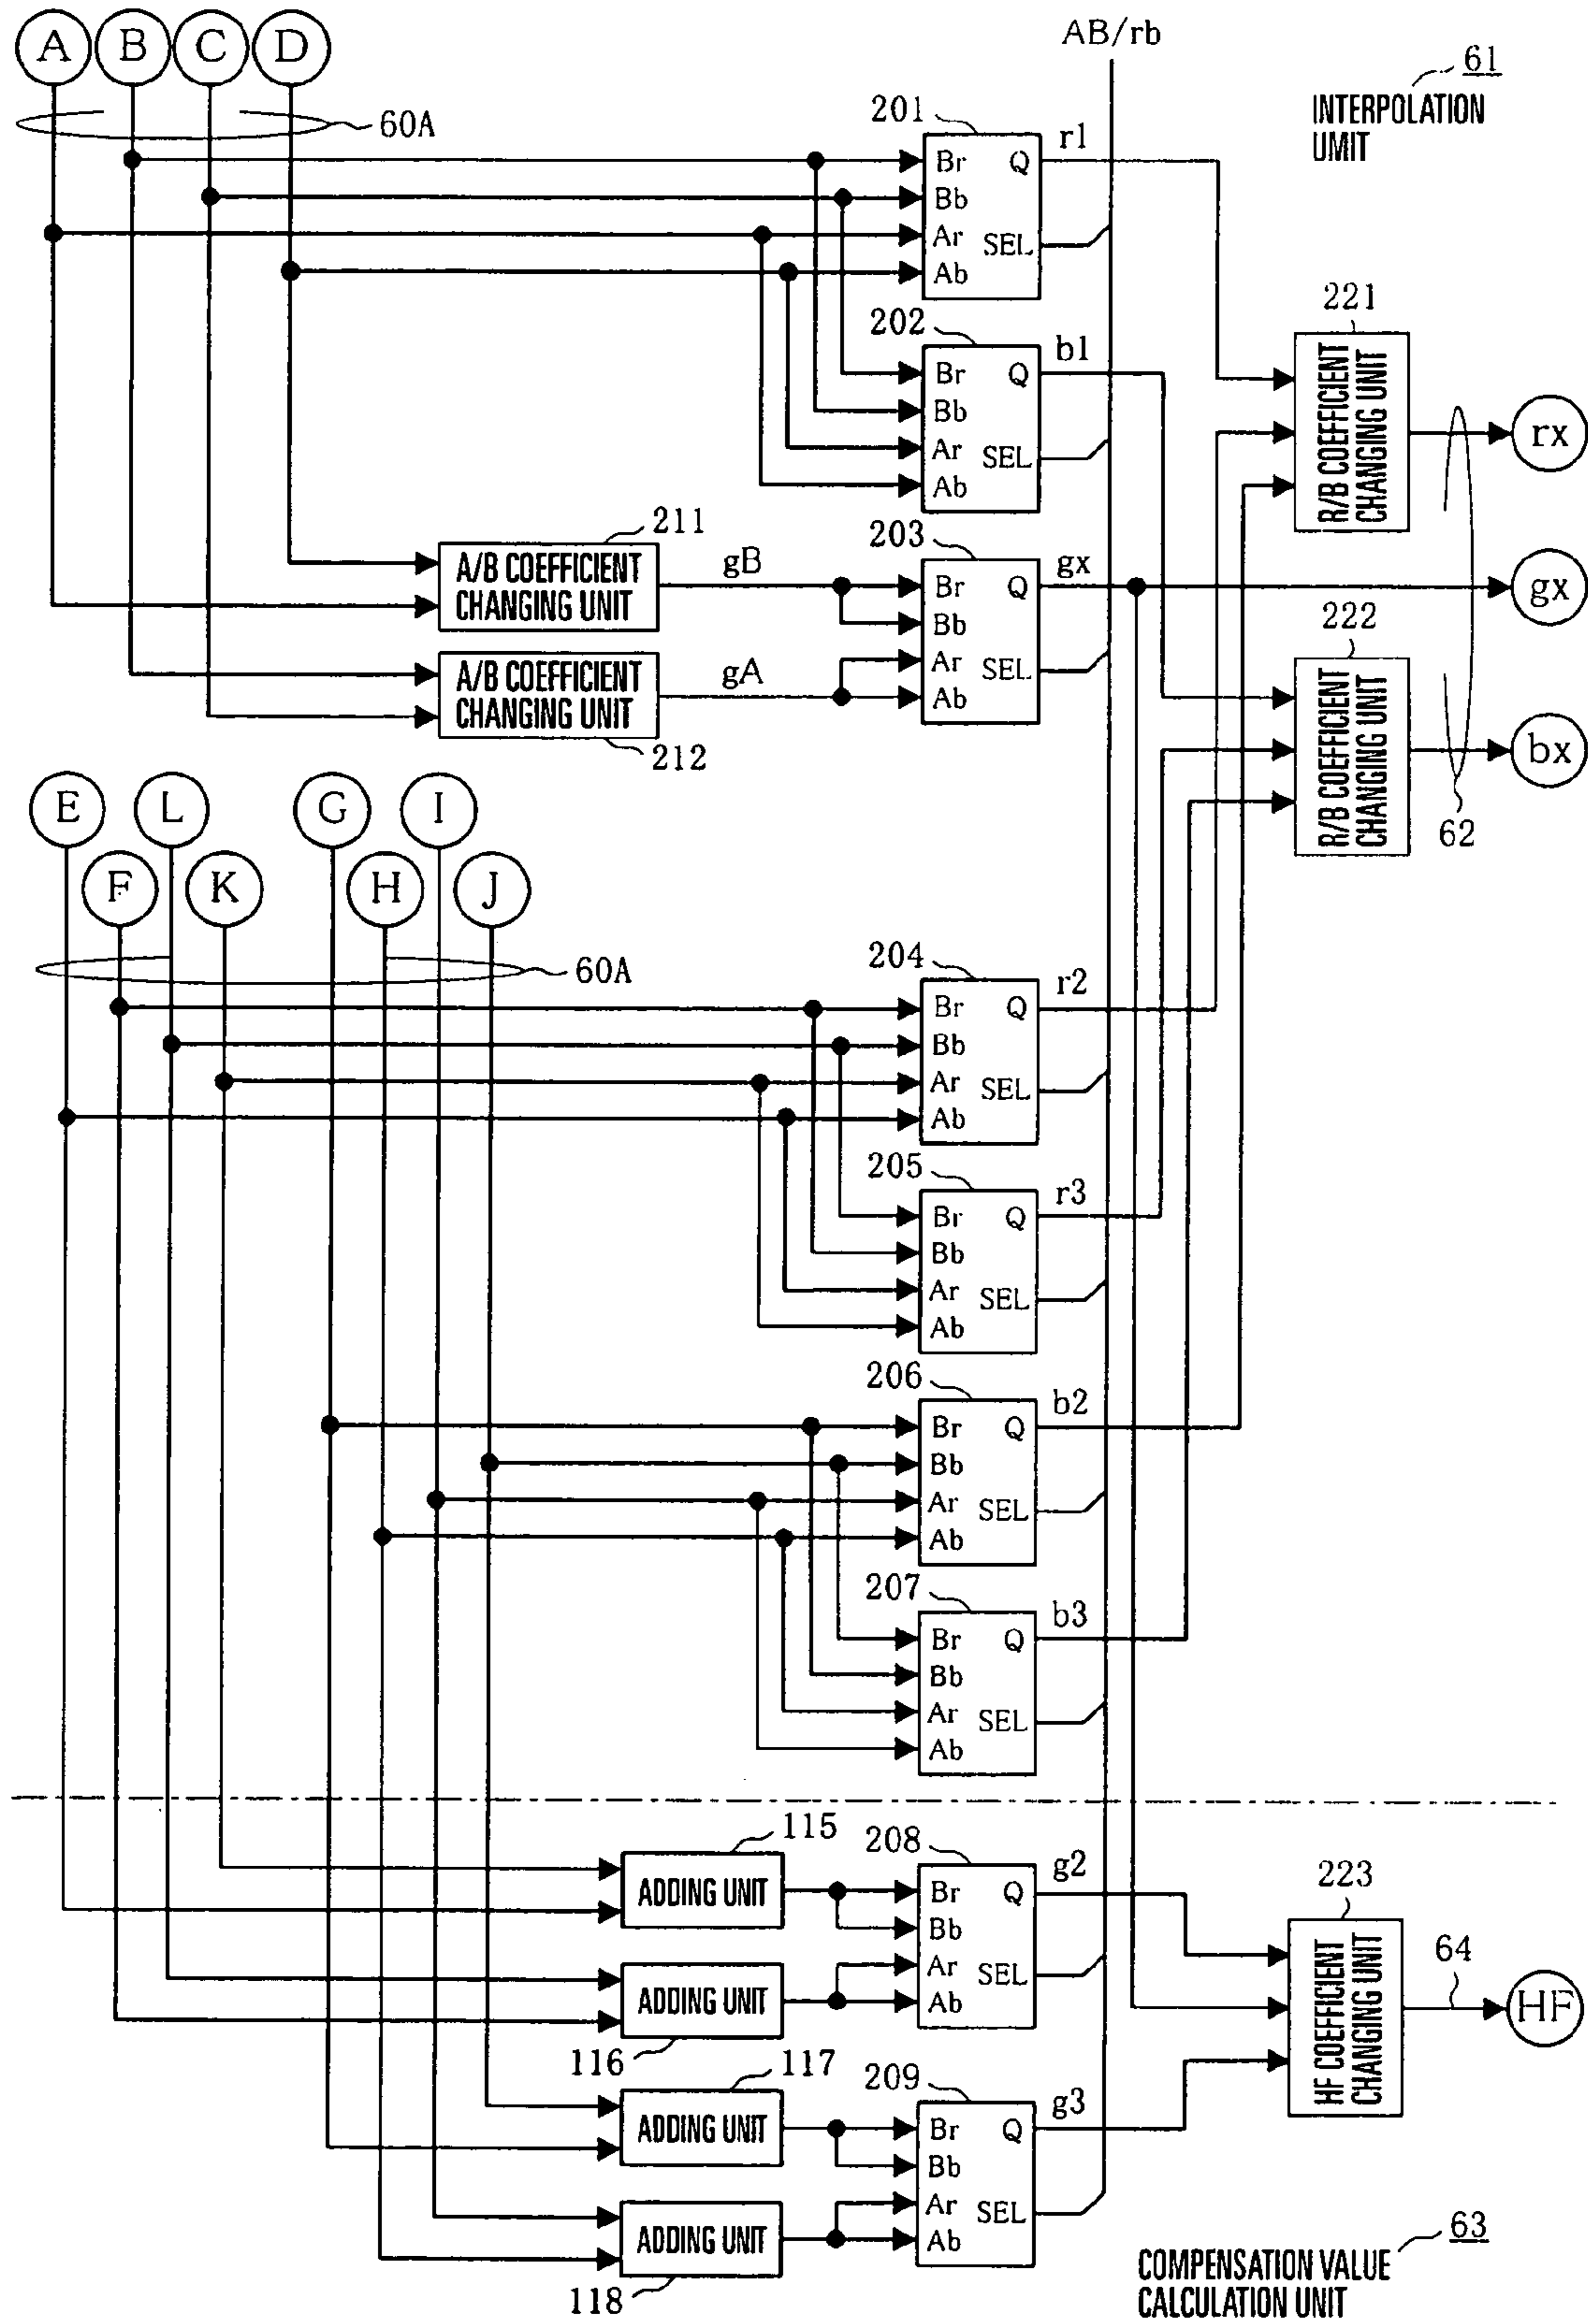 A B C D
AB/rb
61
INTERPOLATION
UMIT
60A
201
r1
Br Q
Bb
Ar SEL
Ab
202
b1
Br Q
Bb
Ar SEL
Ab
221
R/B COEFFICIENT
CHANGING UNIT
rx
211
A/B COEFFICIENT
CHANGING UNIT
gB
203
gx
Br Q
Bb
Ar SEL
Ab
gx
A/B COEFFICIENT
CHANGING UNIT
212
gA
222
R/B COEFFICIENT
CHANGING UNIT
bx
62
E L G I
F K H J
60A
204
r2
Br Q
Bb
Ar SEL
Ab
205
r3
Br Q
Bb
Ar SEL
Ab
206
b2
Br Q
Bb
Ar SEL
Ab
207
b3
Br Q
Bb
Ar SEL
Ab
115
ADDING UNIT
208
g2
Br Q
Bb
Ar SEL
Ab
ADDING UNIT
116
223
HF COEFFICIENT
CHANGING UNIT
64
HF
117
ADDING UNIT
209
g3
Br Q
Bb
Ar SEL
Ab
ADDING UNIT
118
63
COMPENSATION VALUE
CALCULATION UNIT